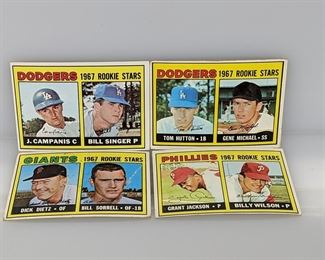 DODGERS
1967 ROOKIE STARS
J. CAMPANIS C
BILL SINGER P
DODGERS
1967 ROOKIE STARS
TOM HUTTON - 1B
GENE MICHAEL - SS
GIANTS
1967 ROOKIE STARS
DICK DIETZ - OF
BILL SORRELL - OF-1B
PHILLIES
1967 ROOKIE STARS
GRANT JACKSON - P
BILLY WILSON - P